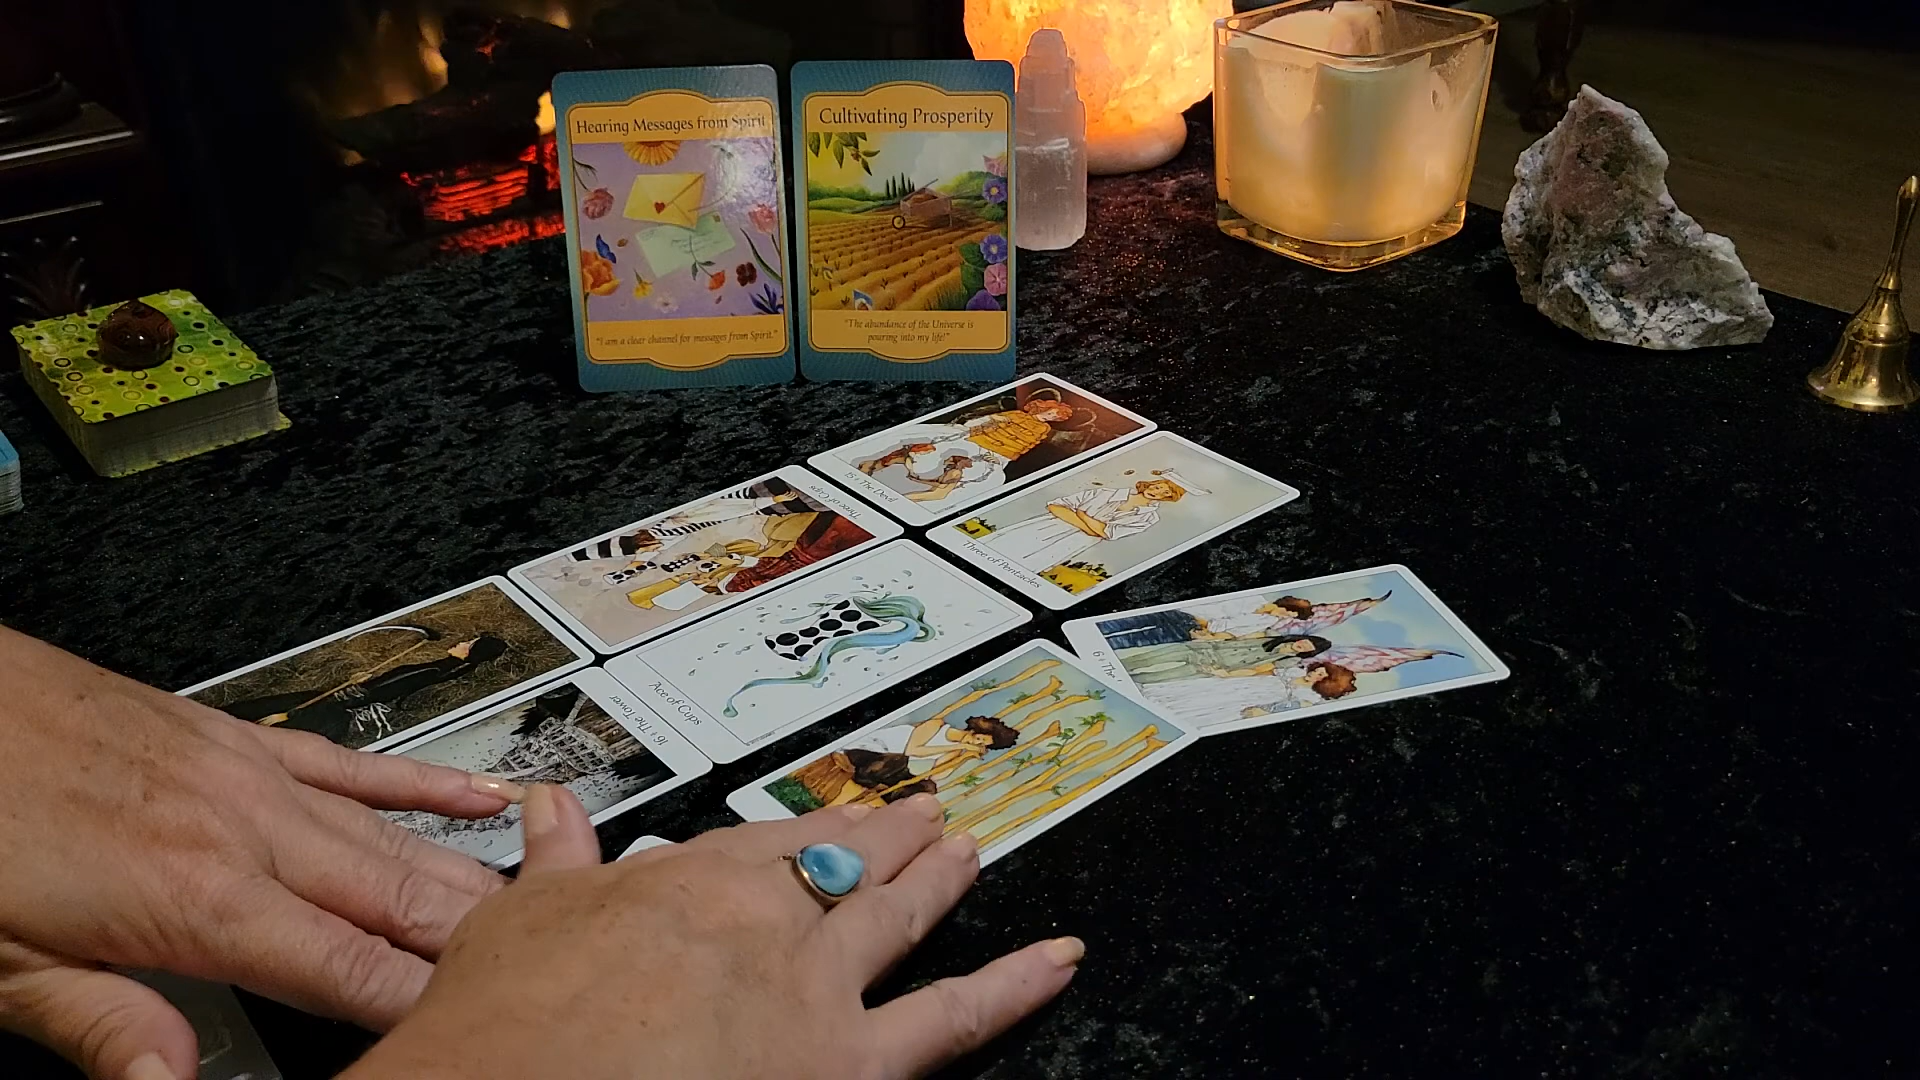 Hearing Messages from Spirit
"I am a clear channel for messages from Spirit."
Cultivating Prosperity
"The abundance of the Universe is
pouring into my life!"
15 • The Devil
Three of Cups
Three of Pentacles
Ace of Cups
16 • The Tower
6 • The